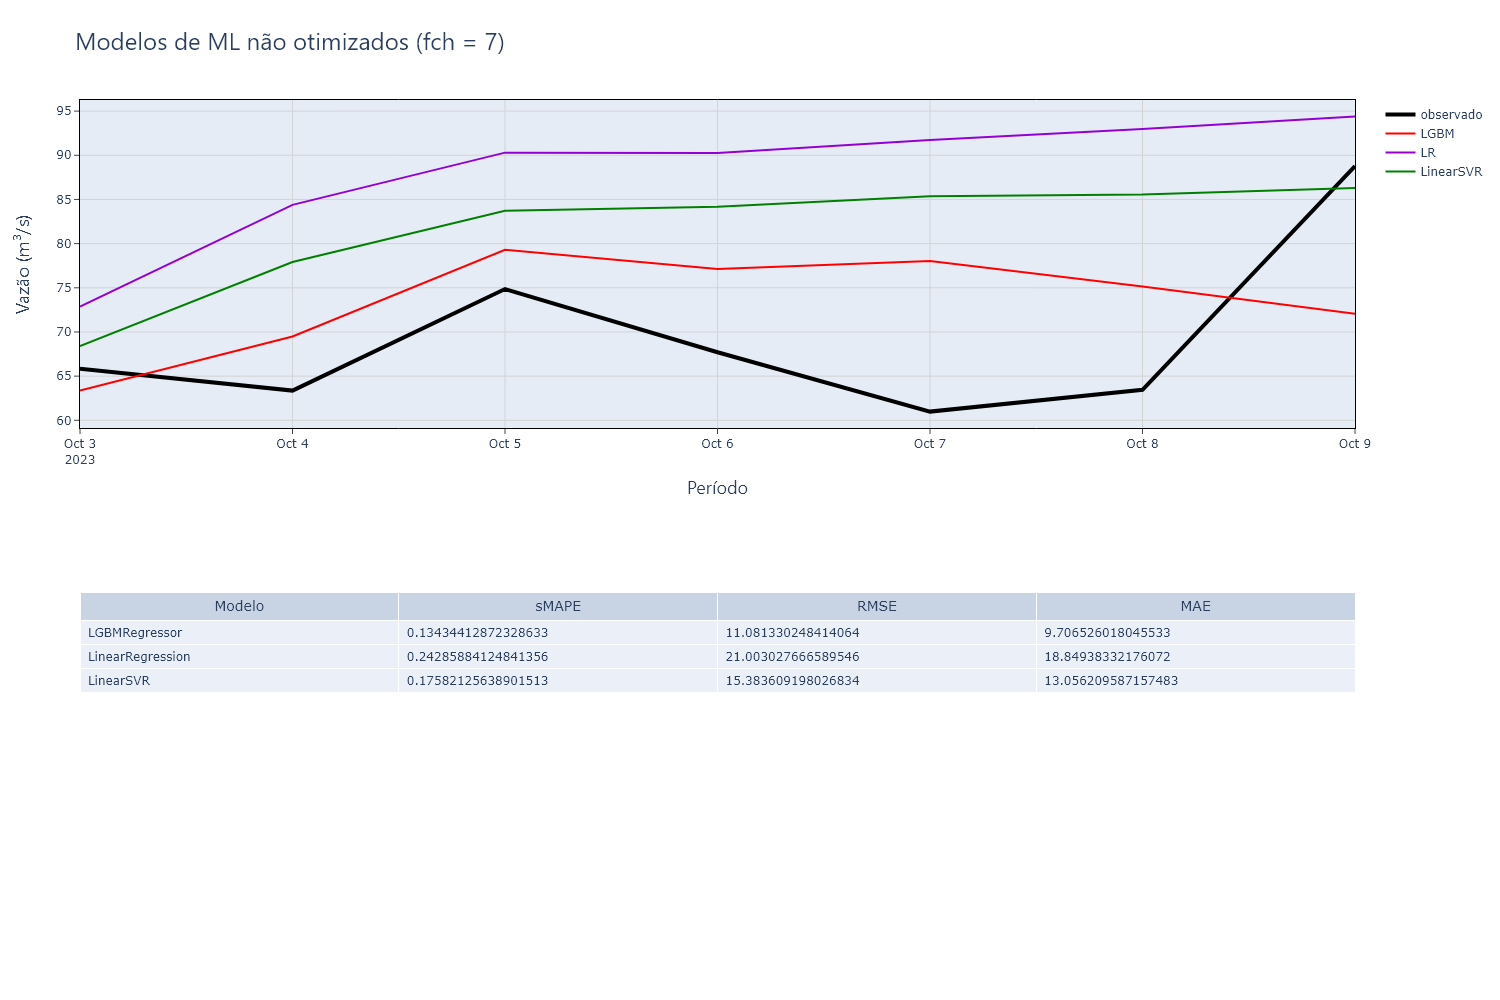 Modelos de ML não otimizados (fch = 7)
95
90
85
80
75
70
65
60
Vazão (m³/s)
Oct 3
2023
Oct 4
Oct 5
Oct 6
Oct 7
Oct 8
Oct 9
Período
observado
LGBM
LR
LinearSVR
Modelo sMAPE RMSE MAE
LGBMRegressor 0.13434412872328633 11.081330248414064 9.706526018045533
LinearRegression 0.24285884124841356 21.003027666589546 18.84938332176072
LinearSVR 0.17582125638901513 15.383609198026834 13.056209587157483